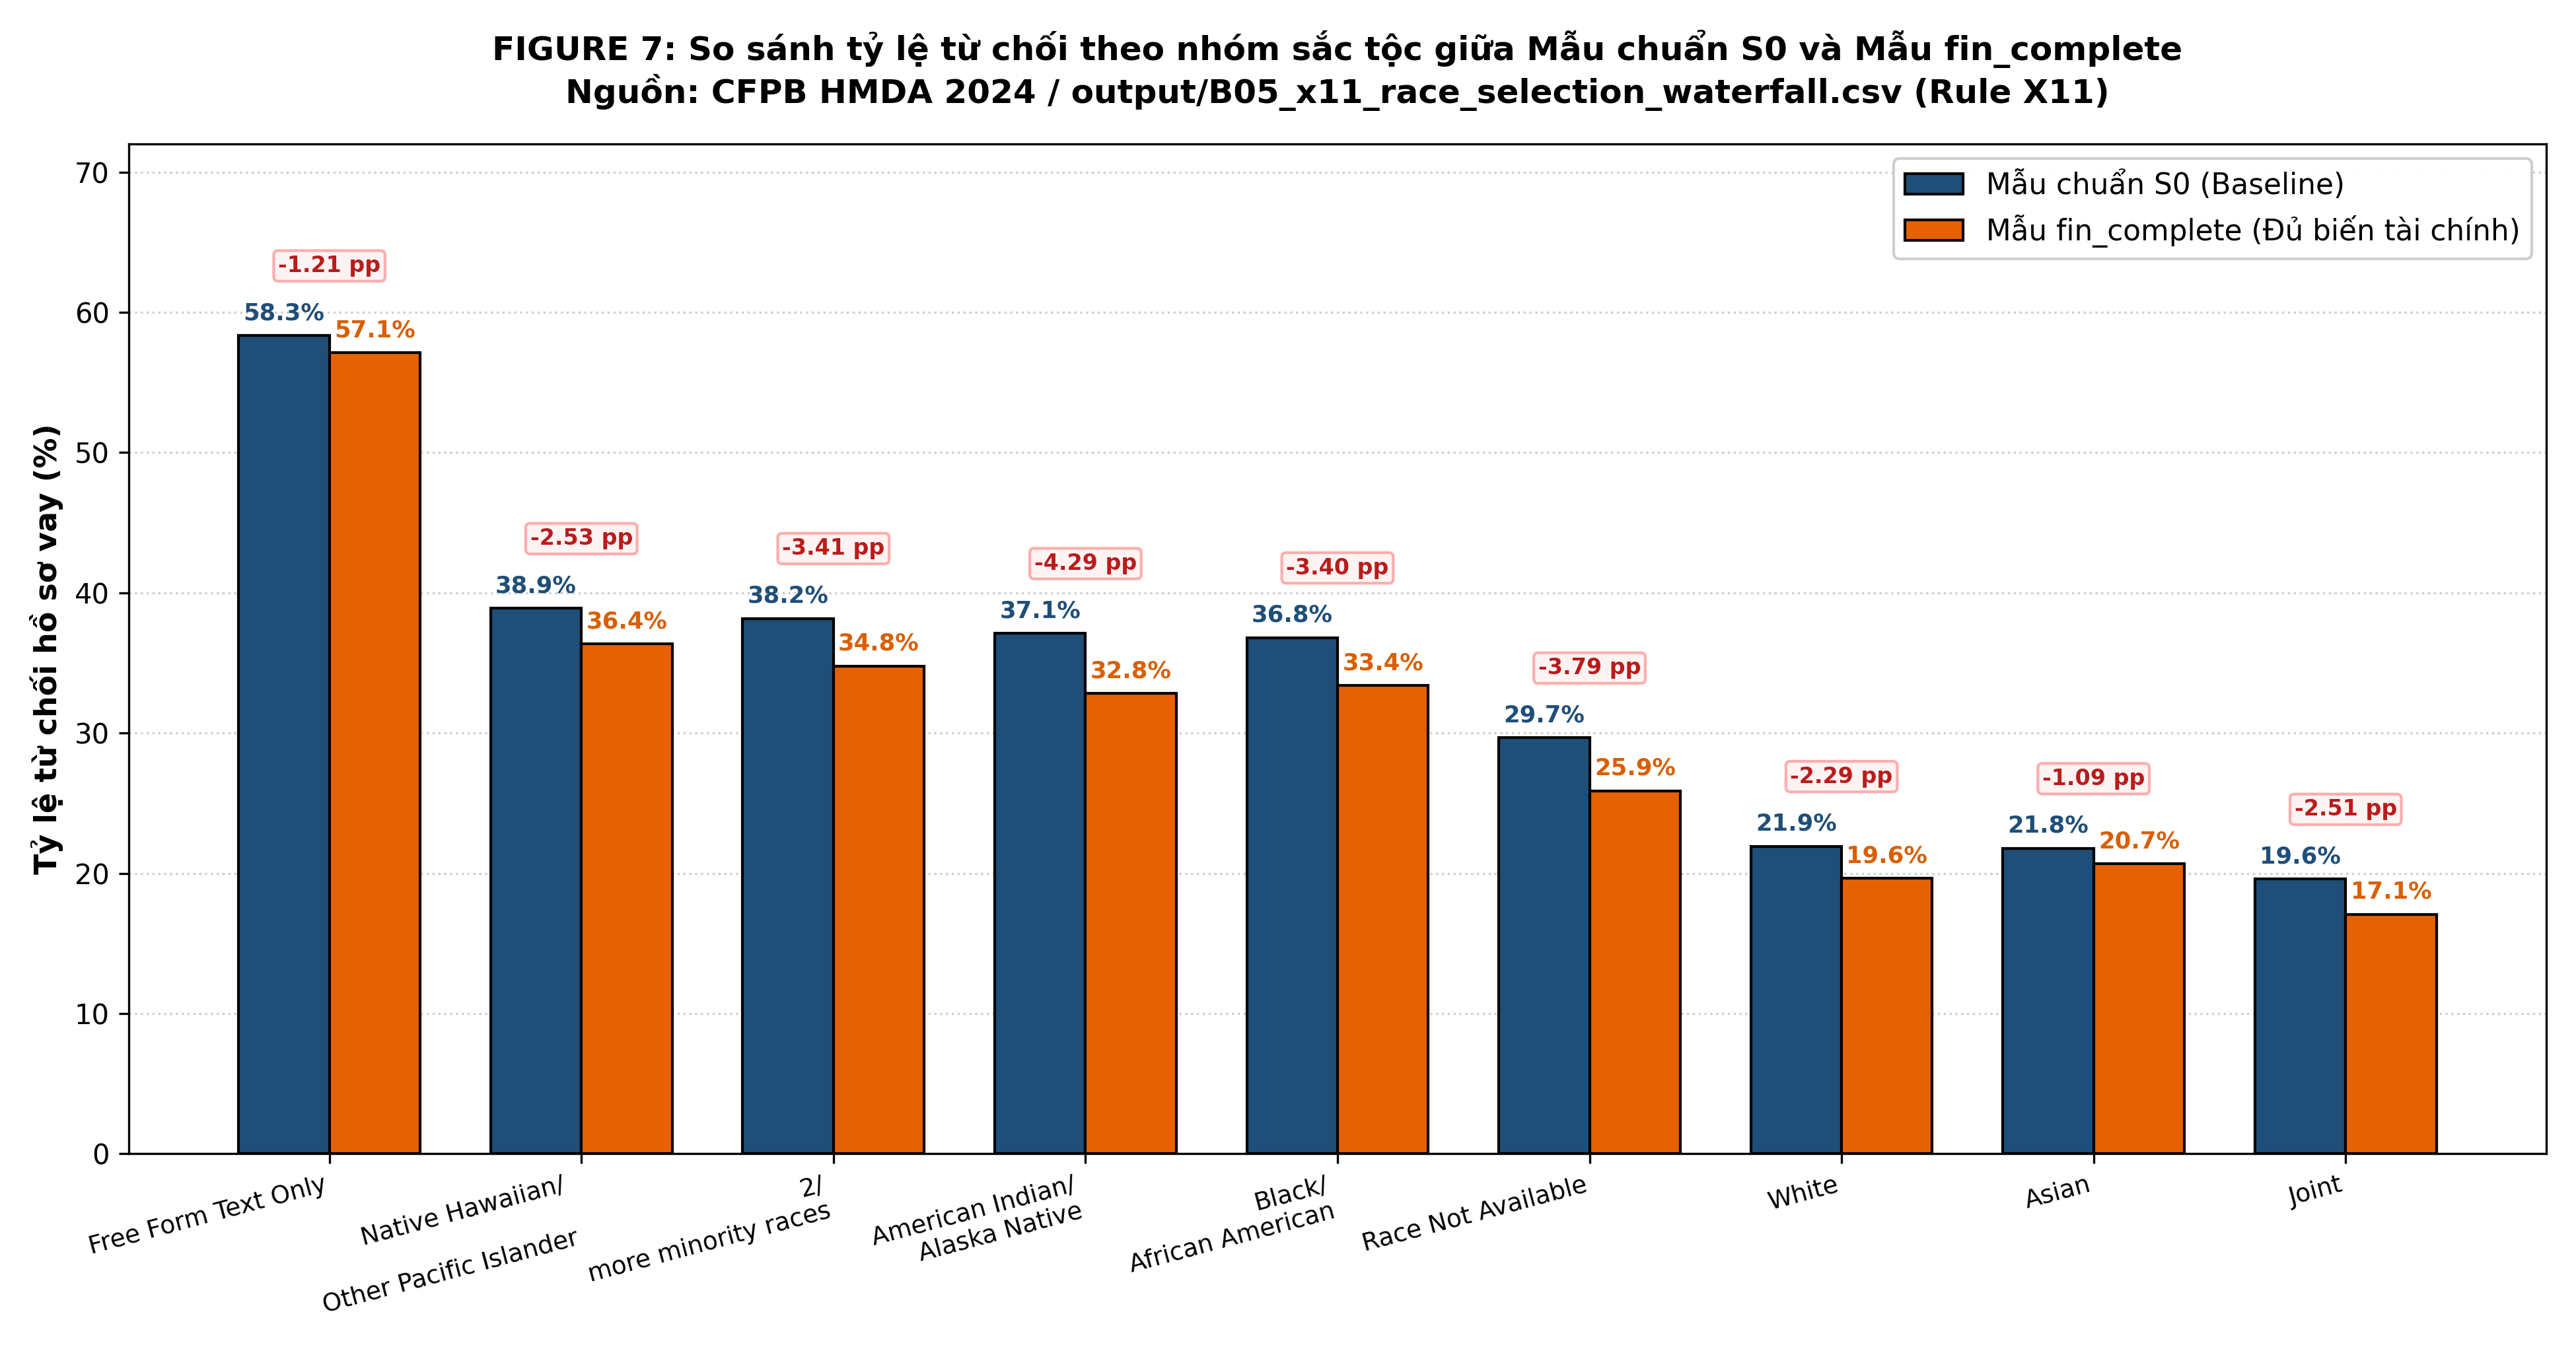 FIGURE 7: So sánh tỷ lệ từ chối theo nhóm sắc tộc giữa Mẫu chuẩn S0 và Mẫu fin_complete
Nguồn: CFPB HMDA 2024 / output/B05_x11_race_selection_waterfall.csv (Rule X11)
Mẫu chuẩn S0 (Baseline)
Mẫu fin_complete (Đủ biến tài chính)
Tỷ lệ từ chối hồ sơ vay (%)
70
60
50
40
30
20
10
0
-1.21 pp
58.3%
57.1%
-2.53 pp
38.9%
36.4%
-3.41 pp
38.2%
34.8%
-4.29 pp
37.1%
32.8%
-3.40 pp
36.8%
33.4%
-3.79 pp
29.7%
25.9%
-2.29 pp
21.9%
19.6%
-1.09 pp
21.8%
20.7%
-2.51 pp
19.6%
17.1%
Free Form Text Only
Native Hawaiian/
Other Pacific Islander
2/
more minority races
American Indian/
Alaska Native
Black/
African American
Race Not Available
White
Asian
Joint